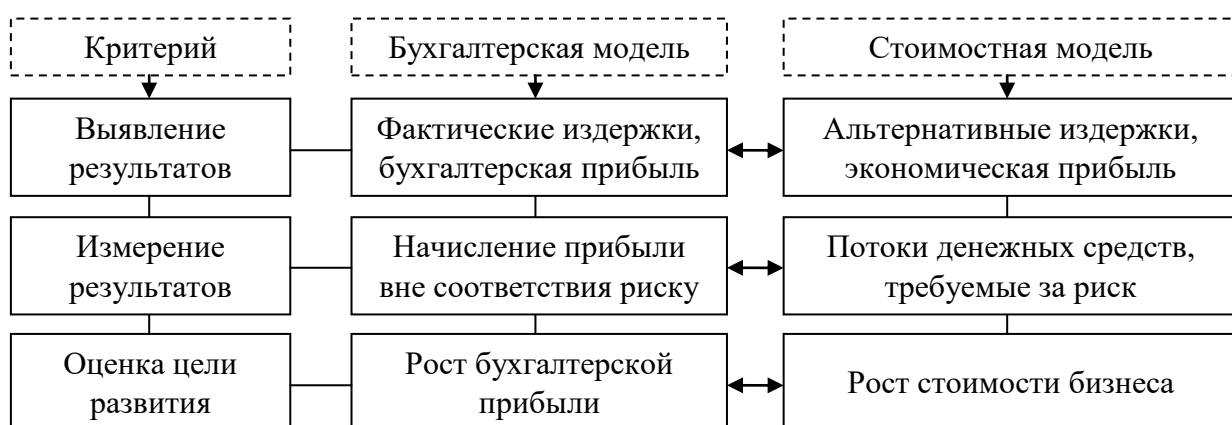 Критерий
Бухгалтерская модель
Стоимостная модель
Выявление
результатов
Фактические издержки,
бухгалтерская прибыль
Альтернативные издержки,
экономическая прибыль
Измерение
результатов
Начисление прибыли
вне соответствия риску
Потоки денежных средств,
требуемые за риск
Оценка цели
развития
Рост бухгалтерской
прибыли
Рост стоимости бизнеса